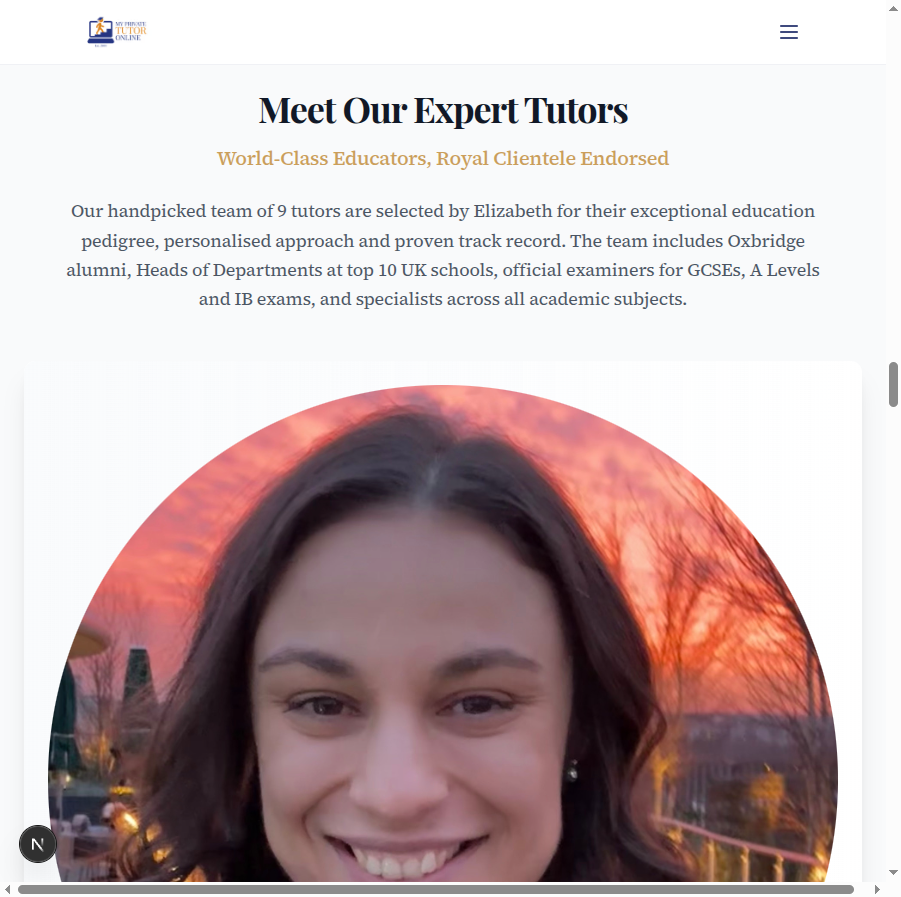 MY PRIVATE
TUTOR
ONLINE
Meet Our Expert Tutors
World-Class Educators, Royal Clientele Endorsed
Our handpicked team of 9 tutors are selected by Elizabeth for their exceptional education
pedigree, personalised approach and proven track record. The team includes Oxbridge
alumni, Heads of Departments at top 10 UK schools, official examiners for GCSEs, A Levels
and IB exams, and specialists across all academic subjects.
N